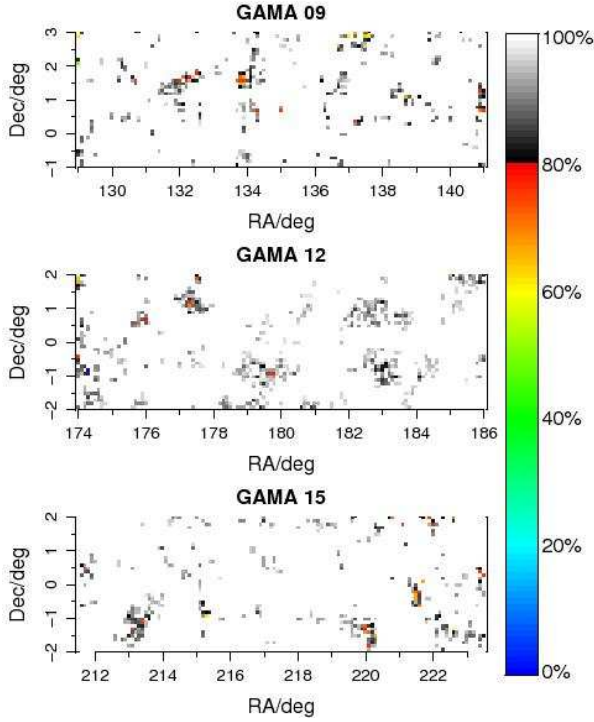 GAMA 09
Dec/deg
3
2
1
0
−1
130 132 134 136 138 140
RA/deg
GAMA 12
Dec/deg
2
1
0
−1
−2
174 176 178 180 182 184 186
RA/deg
GAMA 15
Dec/deg
2
1
0
−1
−2
212 214 216 218 220 222
RA/deg
100%
80%
60%
40%
20%
0%